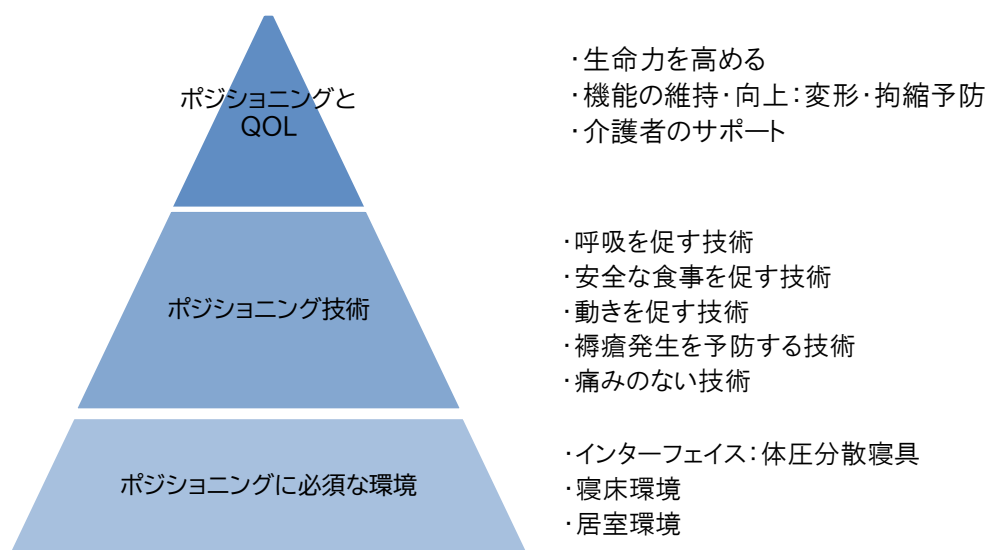 ポジショニングと
QOL
・生命力を高める
・機能の維持・向上：変形・拘縮予防
・介護者のサポート
ポジショニング技術
・呼吸を促す技術
・安全な食事を促す技術
・動きを促す技術
・褥瘡発生を予防する技術
・痛みのない技術
ポジショニングに必須な環境
・インターフェイス：体圧分散寝具
・寝床環境
・居室環境